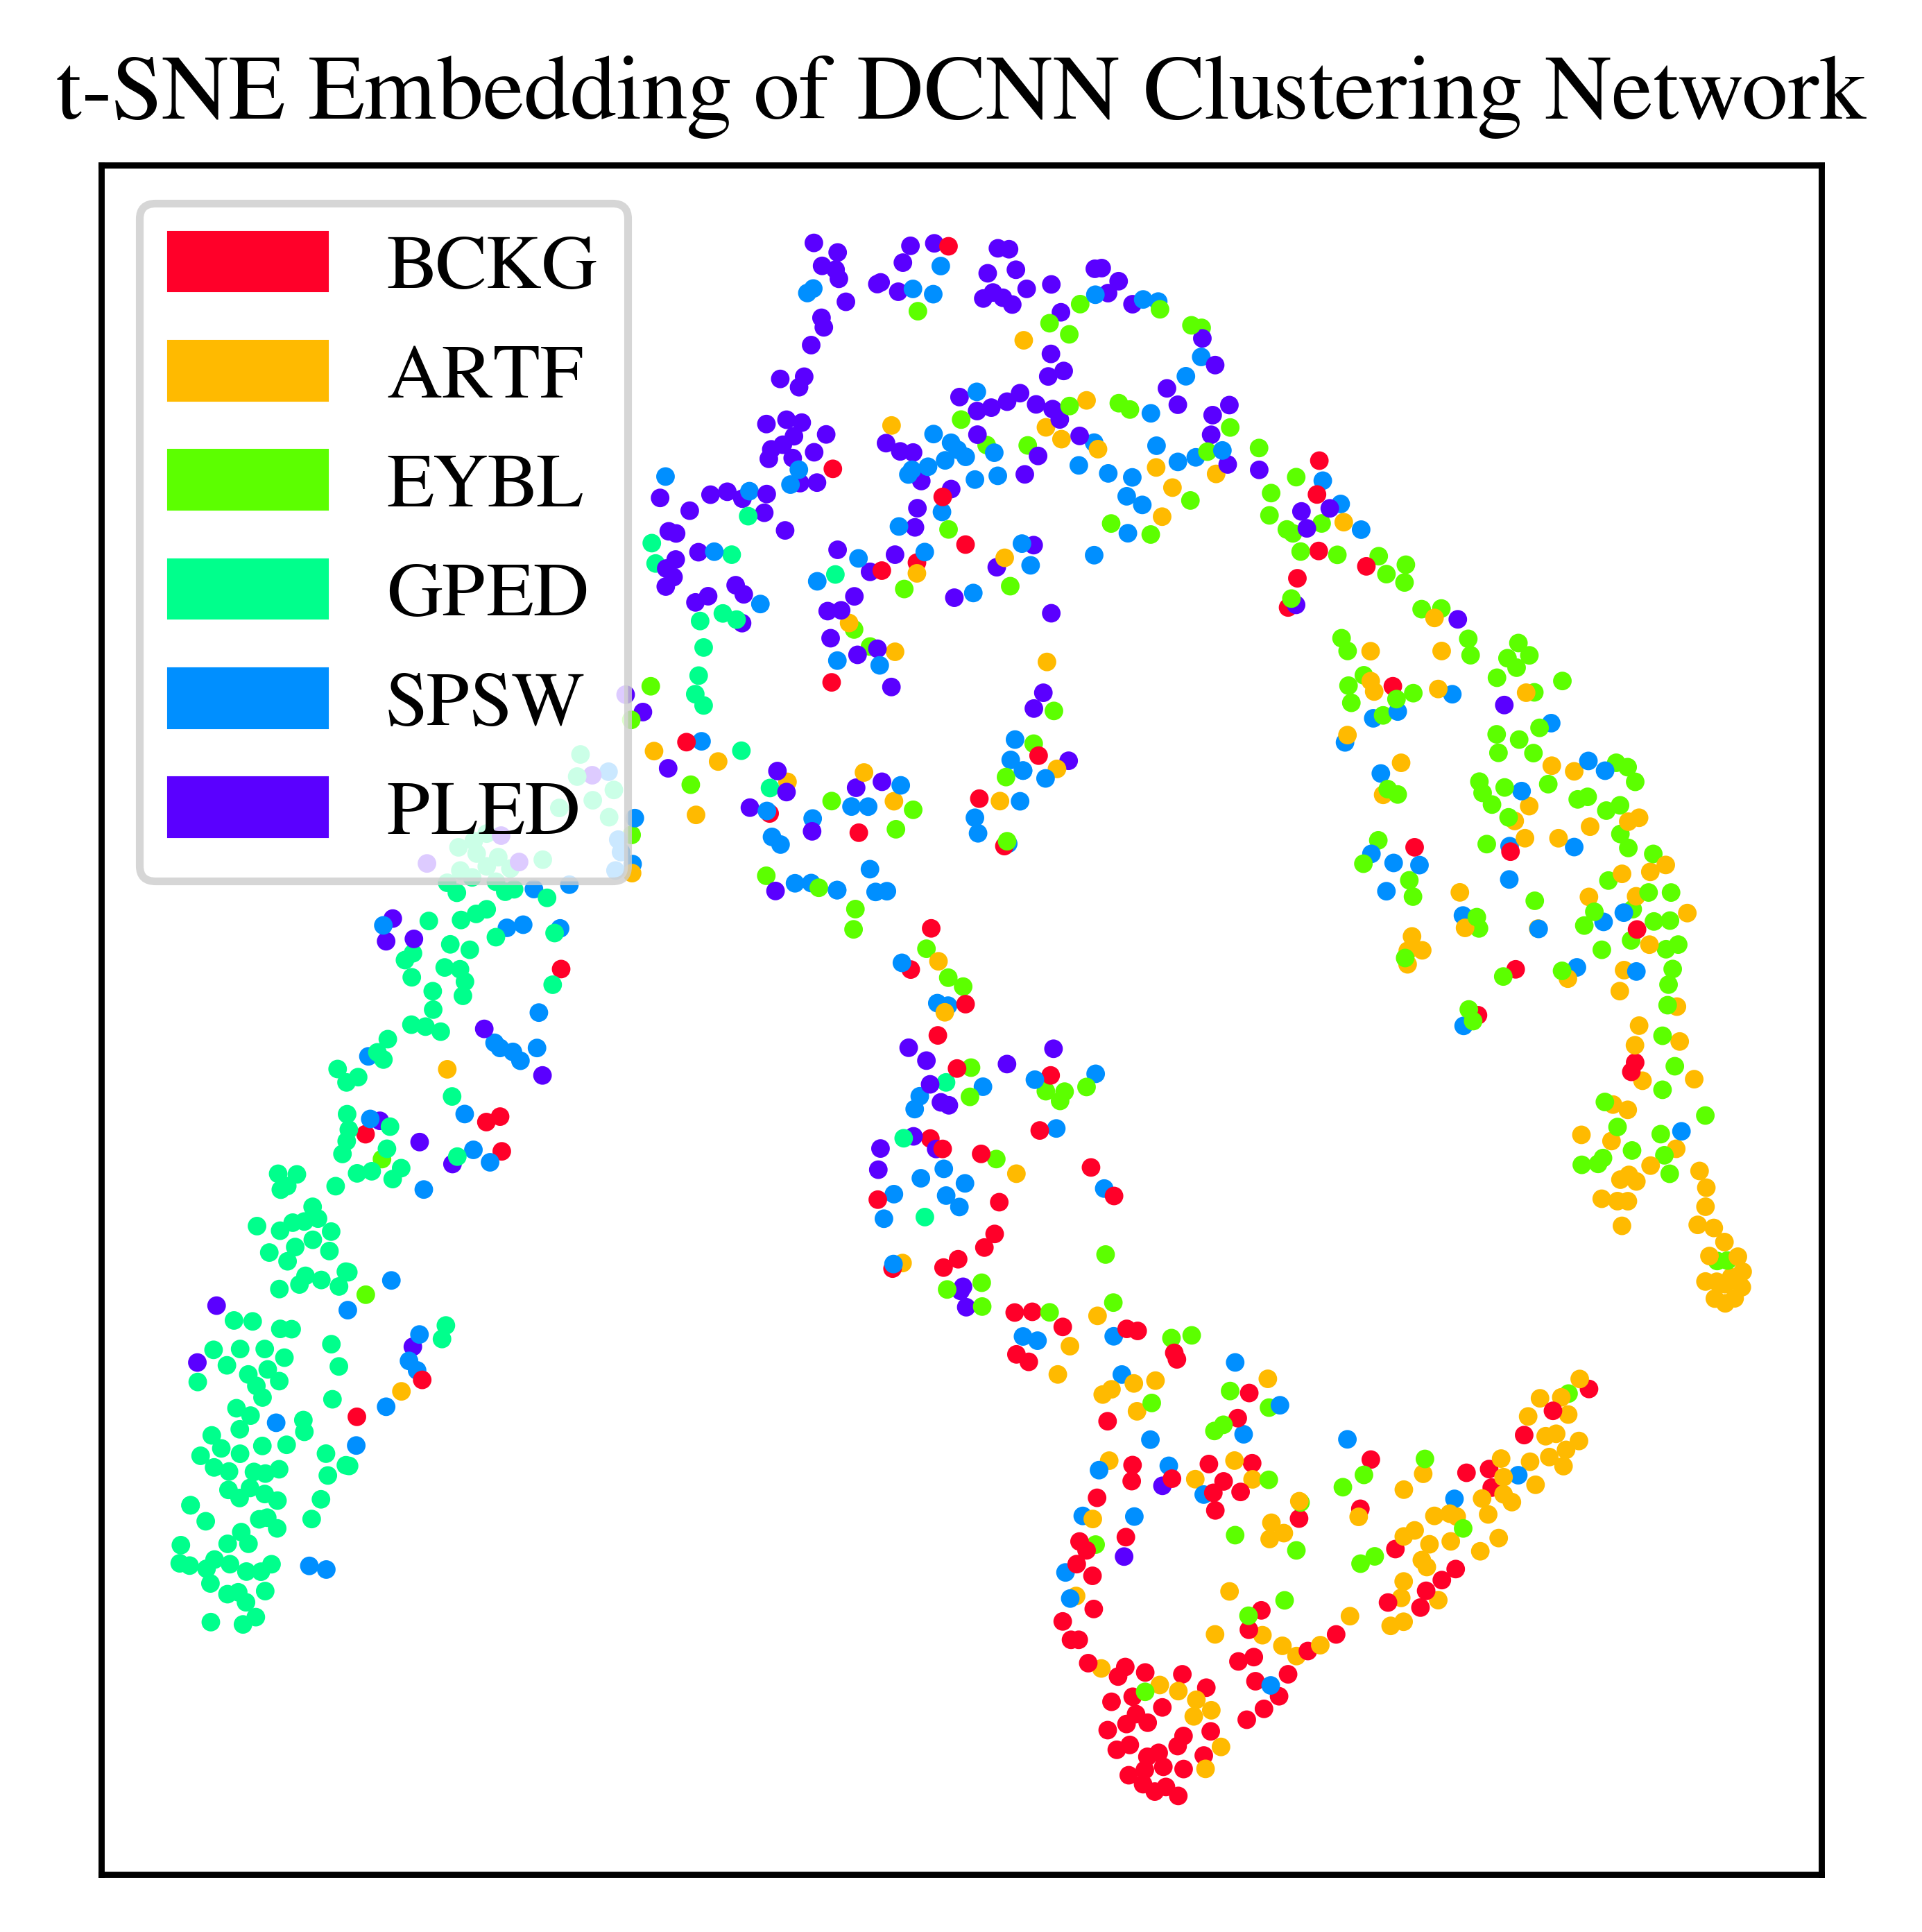 t-SNE Embedding of DCNN Clustering Network
BCKG
ARTF
EYBL
GPED
SPSW
PLED